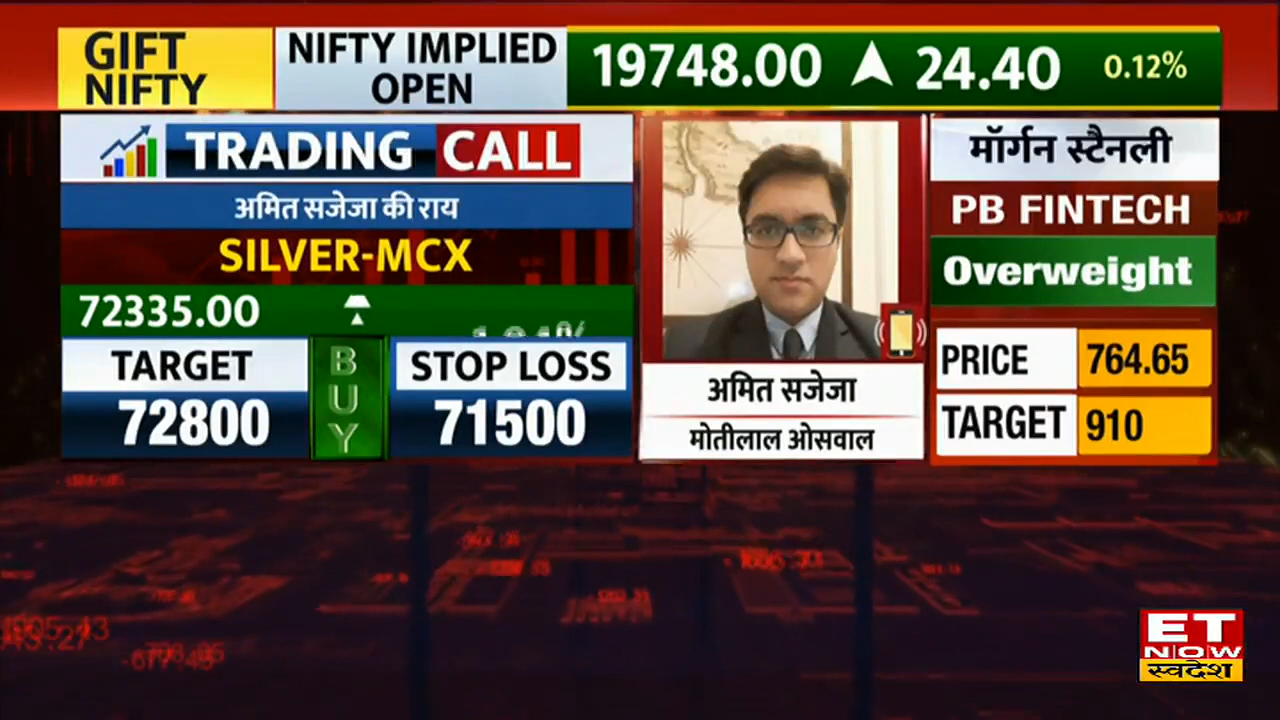 GIFT
NIFTY
NIFTY IMPLIED
OPEN
19748.00 24.40 0.12%
TRADING CALL
अमित सजेजा की राय
SILVER-MCX
72335.00
TARGET
72800
BUY
STOP LOSS
71500
अमित सजेजा
मोतीलाल ओसवाल
मॉर्गन स्टैनली
PB FINTECH
Overweight
PRICE 764.65
TARGET 910
ET
NOW
स्वदेश